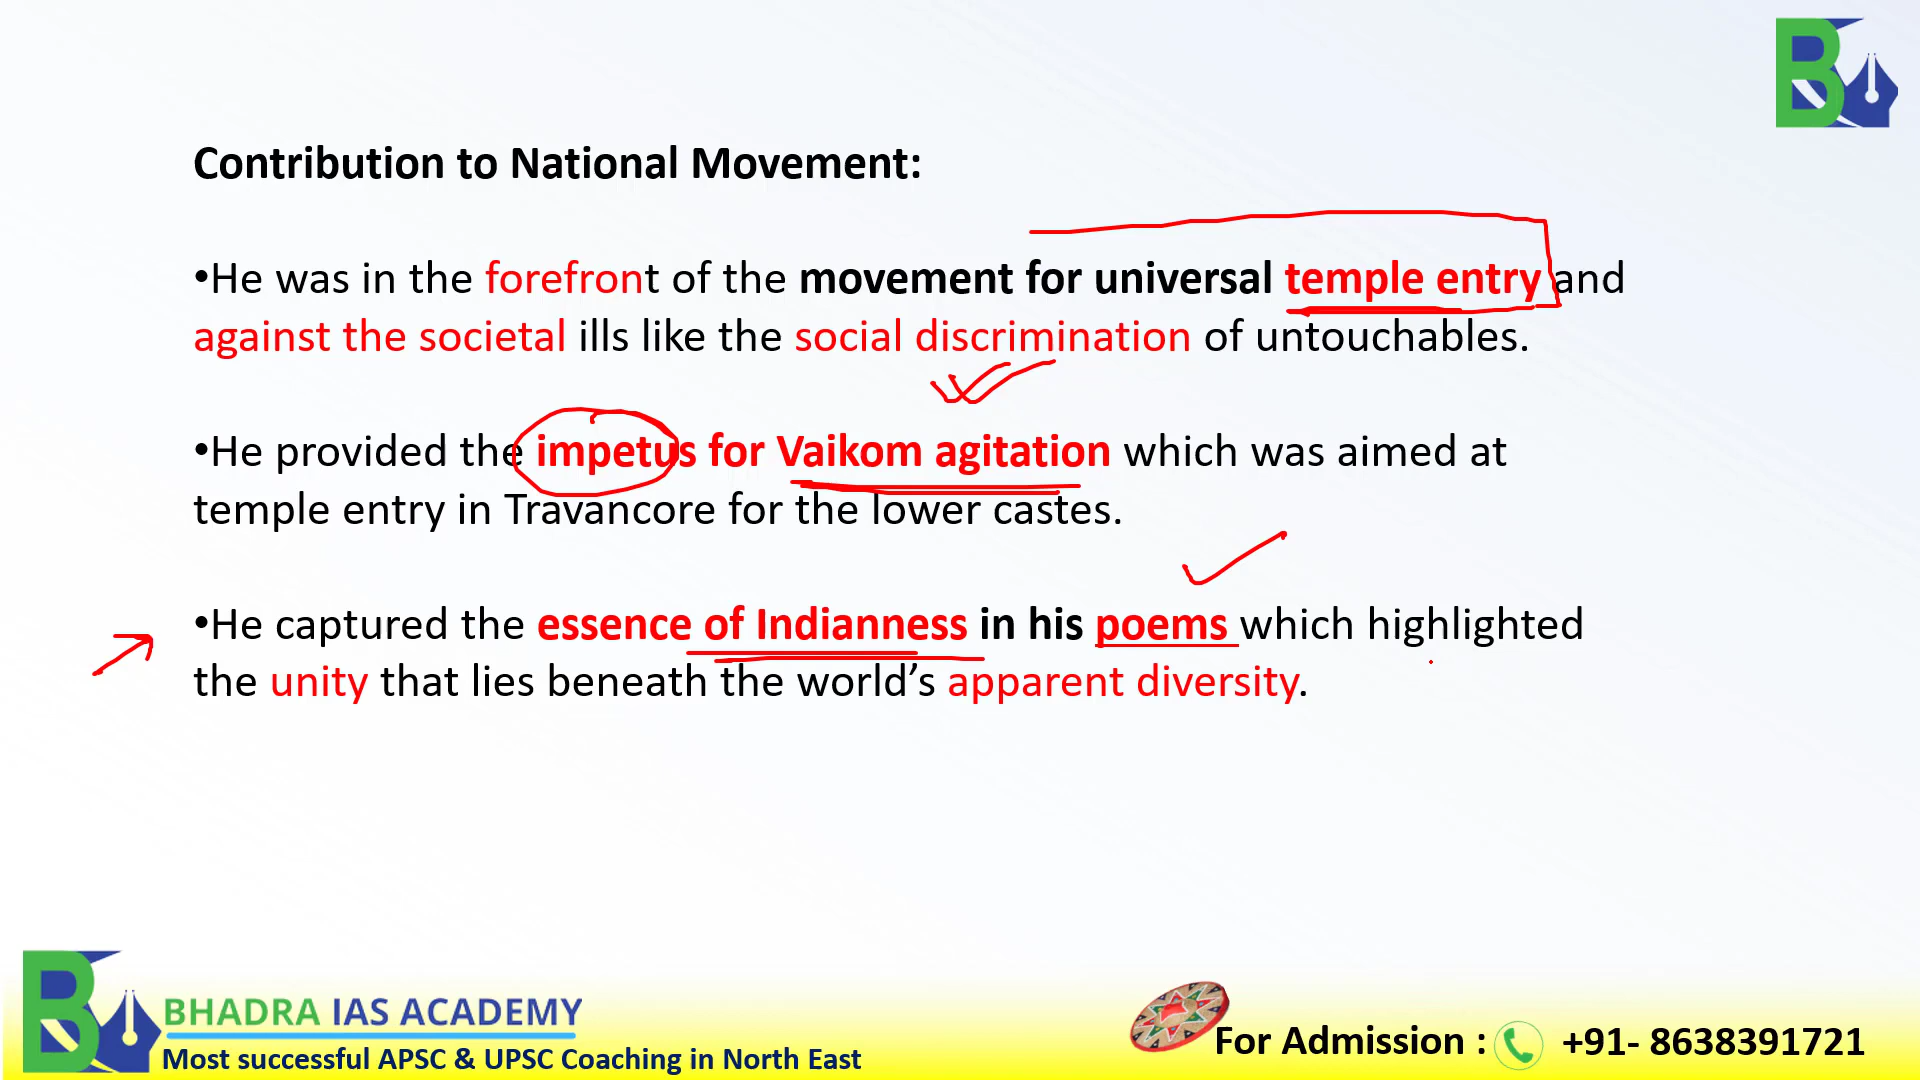 Contribution to National Movement:
•He was in the forefront of the movement for universal temple entry and
against the societal ills like the social discrimination of untouchables.
•He provided the impetus for Vaikom agitation which was aimed at
temple entry in Travancore for the lower castes.
•He captured the essence of Indianness in his poems which highlighted
the unity that lies beneath the world’s apparent diversity.
BHADRA IAS ACADEMY
Most successful APSC & UPSC Coaching in North East
For Admission : +91- 8638391721